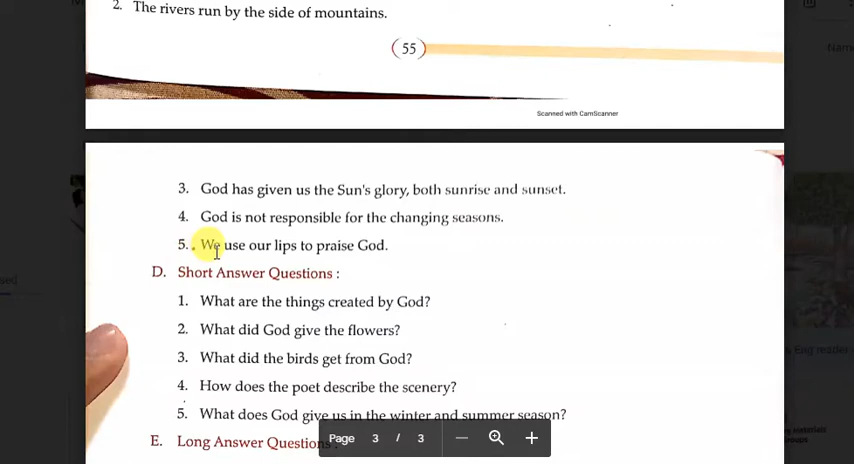 2. The rivers run by the side of mountains.
(55)
Scanned with CamScanner
3. God has given us the Sun's glory, both sunrise and sunset.
4. God is not responsible for the changing seasons.
5. We use our lips to praise God.
D. Short Answer Questions :
1. What are the things created by God?
2. What did God give the flowers?
3. What did the birds get from God?
4. How does the poet describe the scenery?
5. What does God give us in the winter and summer season?
E. Long Answer Question
Page 3 / 3
Eng reader